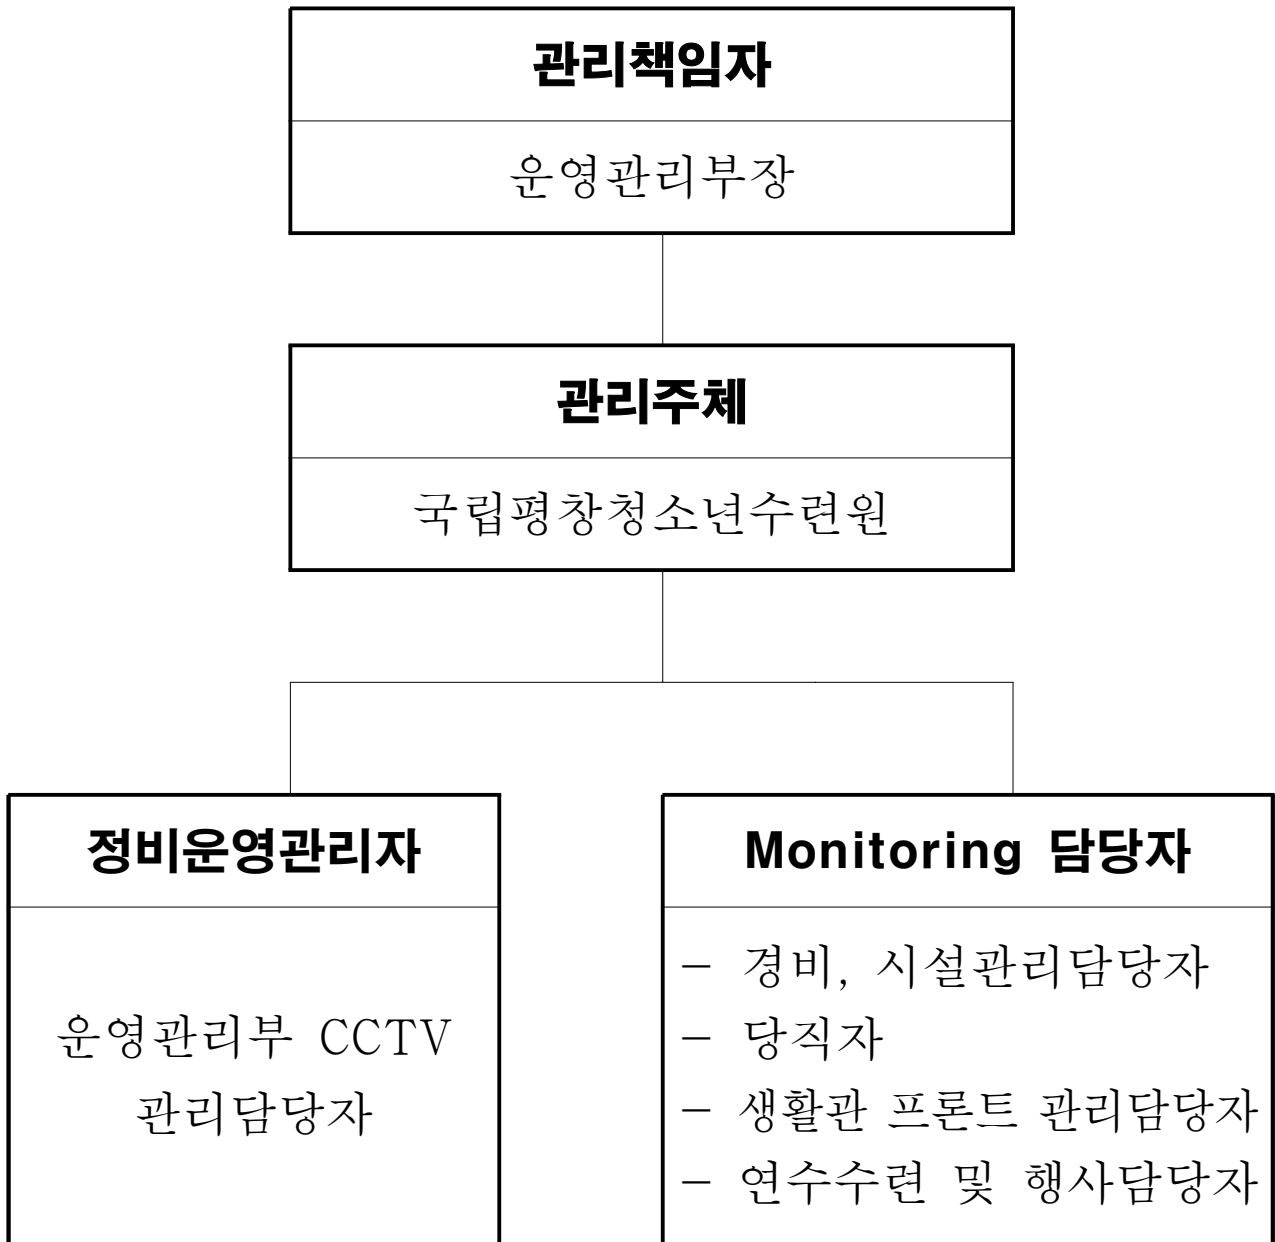 관리책임자
운영관리부장
관리주체
국립평창청소년수련원
정비운영관리자
운영관리부 CCTV
관리담당자
Monitoring 담당자
- 경비, 시설관리담당자
- 당직자
- 생활관 프론트 관리담당자
- 연수수련 및 행사담당자